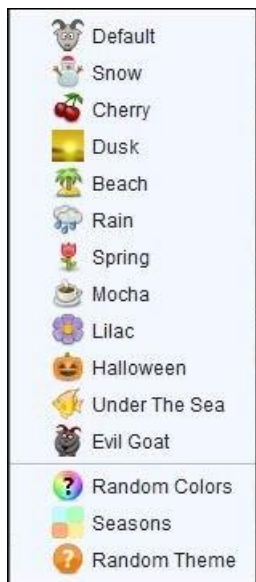 Default
Snow
Cherry
Dusk
Beach
Rain
Spring
Mocha
Lilac
Halloween
Under The Sea
Evil Goat
? Random Colors
Seasons
? Random Theme